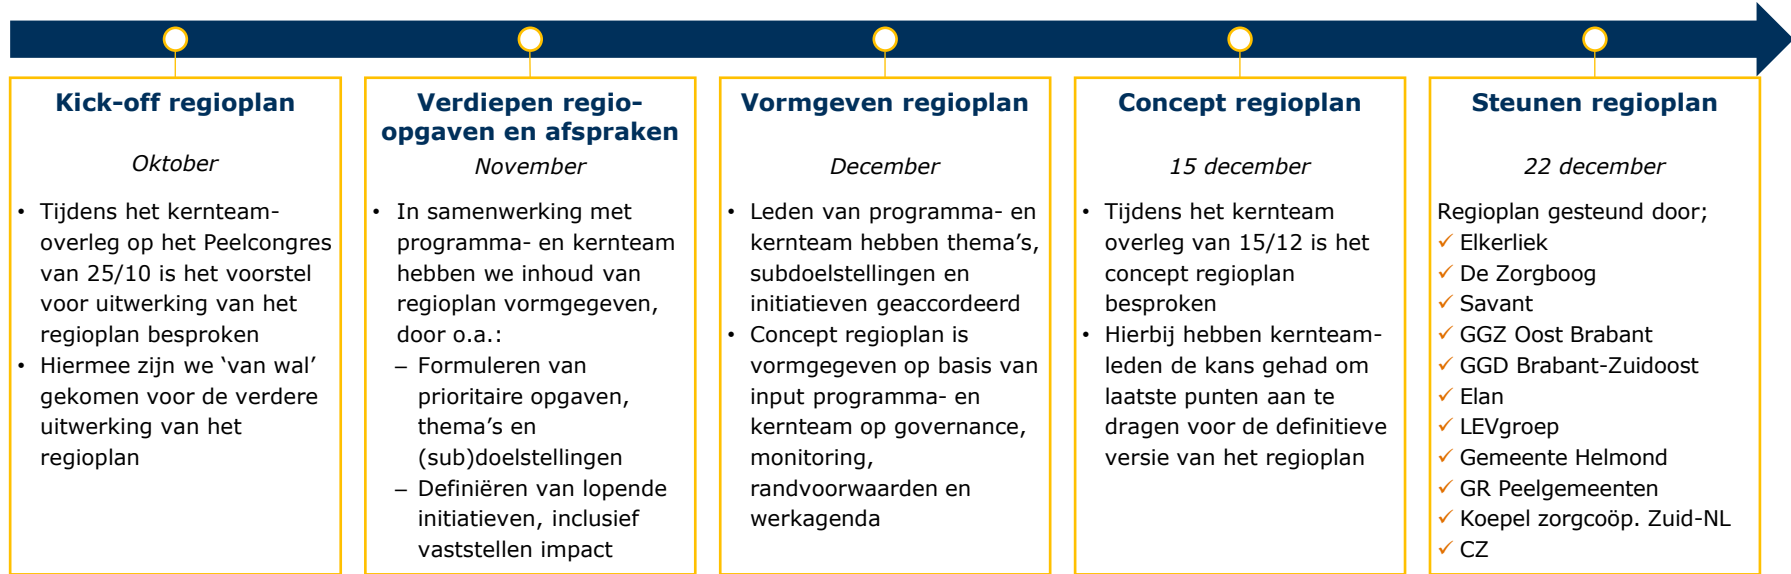 Kick-off regioplan
Oktober
• Tijdens het kernteam-
overleg op het Peelcongres
van 25/10 is het voorstel
voor uitwerking van het
regioplan besproken
• Hiermee zijn we ‘van wal’
gekomen voor de verdere
uitwerking van het
regioplan
Verdiepen regio-
opgaven en afspraken
November
• In samenwerking met
programma- en kernteam
hebben we inhoud van
regioplan vormgegeven,
door o.a.:
– Formuleren van
prioritaire opgaven,
thema’s en
(sub)doelstellingen
– Definiëren van lopende
initiatieven, inclusief
vaststellen impact
Vormgeven regioplan
December
• Leden van programma- en
kernteam hebben thema’s,
subdoelstellingen en
initiatieven geaccordeerd
• Concept regioplan is
vormgegeven op basis van
input programma- en
kernteam op governance,
monitoring,
randvoorwaarden en
werkagenda
Concept regioplan
15 december
• Tijdens het kernteam
overleg van 15/12 is het
concept regioplan
besproken
• Hierbij hebben kernteam-
leden de kans gehad om
laatste punten aan te
dragen voor de definitieve
versie van het regioplan
Steunen regioplan
22 december
Regioplan gesteund door;
✓ Elkerliek
✓ De Zorgboog
✓ Savant
✓ GGZ Oost Brabant
✓ GGD Brabant-Zuidoost
✓ Elan
✓ LEVgroep
✓ Gemeente Helmond
✓ GR Peelgemeenten
✓ Koepel zorgcoöp. Zuid-NL
✓ CZ